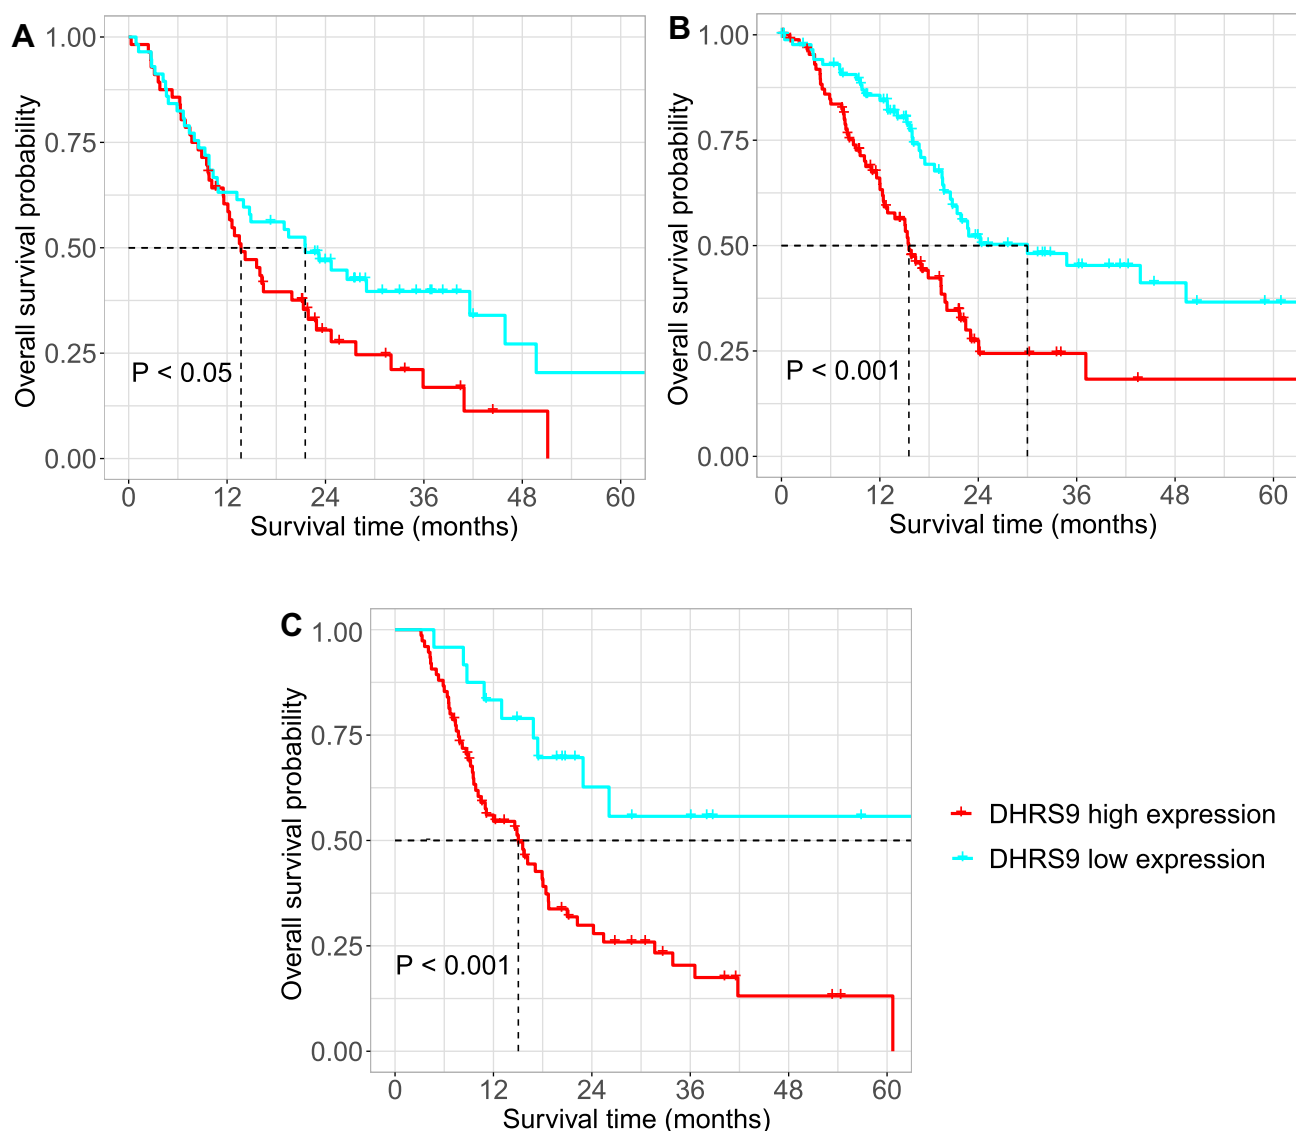 A
Overall survival probability
1.00
0.75
0.50
0.25
0.00
P < 0.05
0 12 24 36 48 60
Survival time (months)
B
Overall survival probability
1.00
0.75
0.50
0.25
0.00
P < 0.001
0 12 24 36 48 60
Survival time (months)
C
Overall survival probability
1.00
0.75
0.50
0.25
0.00
P < 0.001
0 12 24 36 48 60
Survival time (months)
DHRS9 high expression
DHRS9 low expression